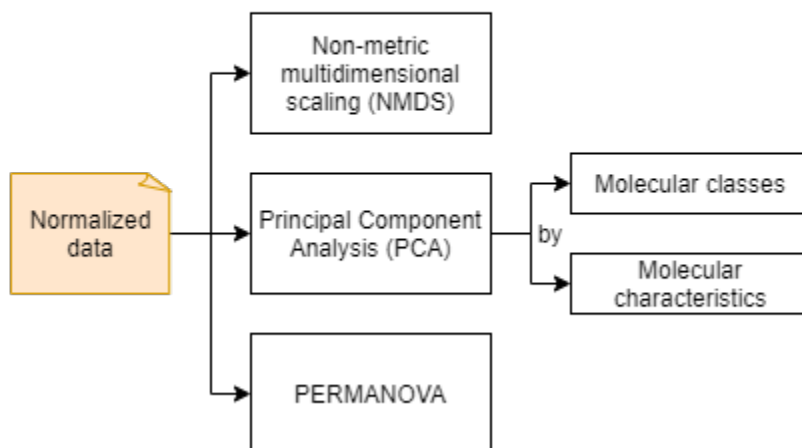 Non-metric
multidimensional
scaling (NMDS)
Normalized
data
Principal Component
Analysis (PCA)
by
Molecular classes
Molecular
characteristics
PERMANOVA